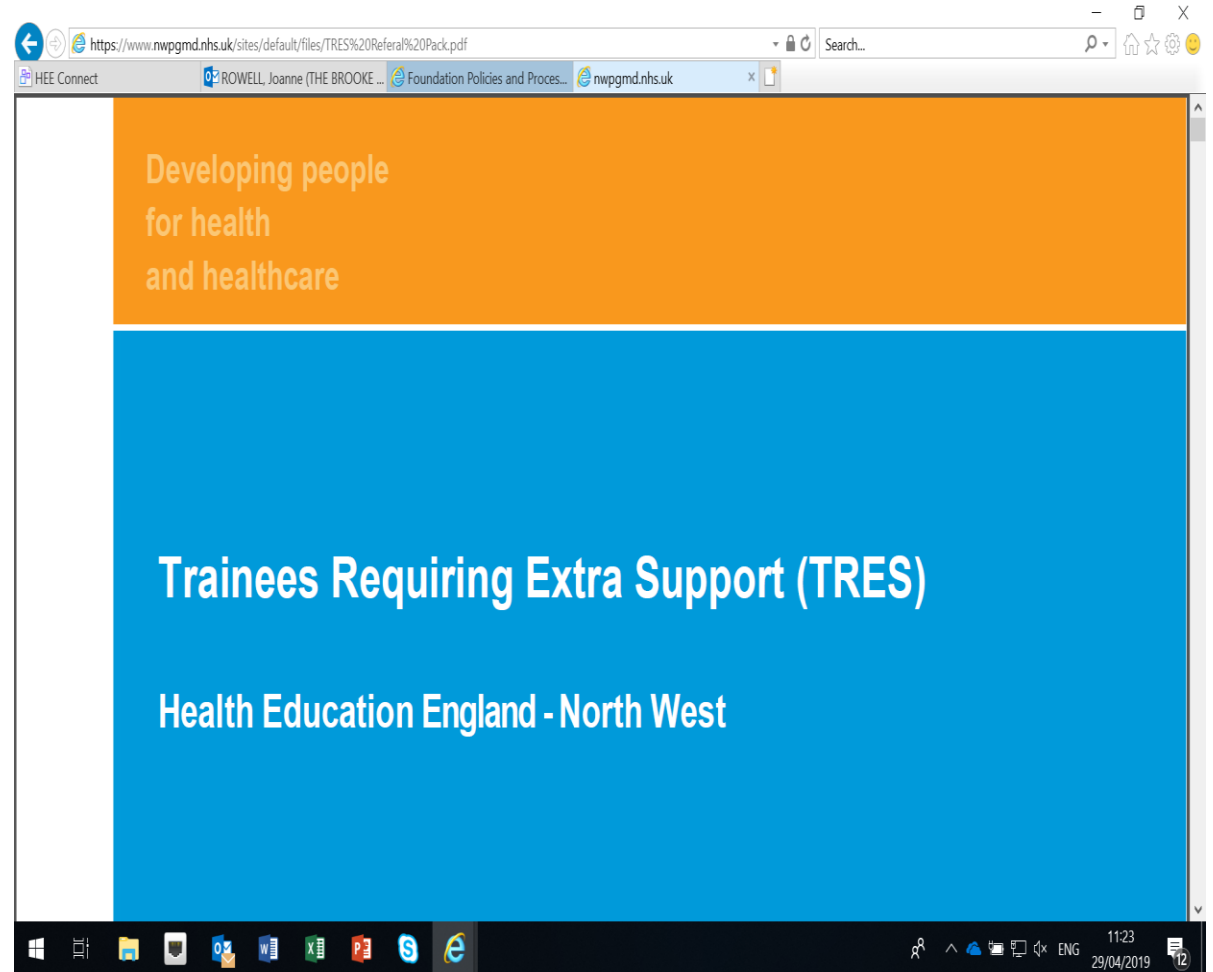 https://www.nwpgmd.nhs.uk/sites/default/files/TRES%20Referal%20Pack.pdf
Search...
HEE Connect
ROWELL, Joanne (THE BROOKE ...
Foundation Policies and Proces...
nwpgmd.nhs.uk
Developing people
for health
and healthcare
Trainees Requiring Extra Support (TRES)
Health Education England - North West
ENG
11:23
29/04/2019
12